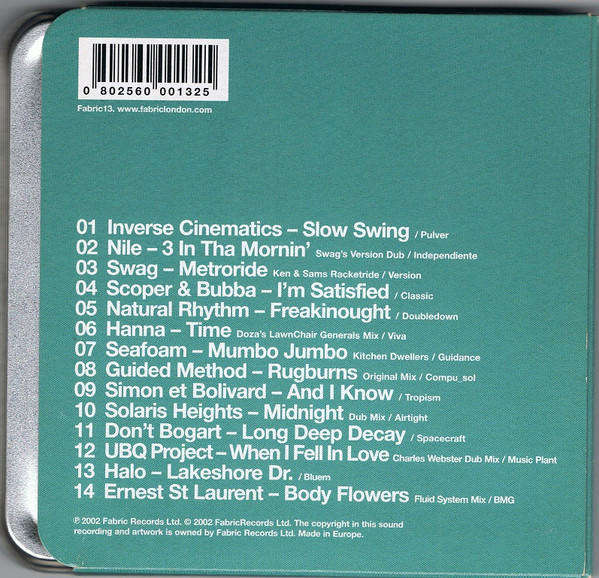 0 802560 001325
Fabric13. www.fabriclondon.com
01 Inverse Cinematics – Slow Swing / Pulver
02 Nile – 3 In Tha Mornin' Swag's Version Dub / Independiente
03 Swag – Metroride Ken & Sams Racketride / Version
04 Scoper & Bubba – I'm Satisfied / Classic
05 Natural Rhythm – Freakinought / Doubledown
06 Hanna – Time Doza's LawnChair Generals Mix / Viva
07 Seafoam – Mumbo Jumbo Kitchen Dwellers / Guidance
08 Guided Method – Rugburns Original Mix / Compu_sol
09 Simon et Bolivard – And I Know / Tropism
10 Solaris Heights – Midnight Dub Mix / Airtight
11 Don't Bogart – Long Deep Decay / Spacecraft
12 UBQ Project – When I Fell In Love Charles Webster Dub Mix / Music Plant
13 Halo – Lakeshore Dr. / Bluem
14 Ernest St Laurent – Body Flowers Fluid System Mix / BMG
℗ 2002 Fabric Records Ltd. © 2002 FabricRecords Ltd. The copyright in this sound
recording and artwork is owned by Fabric Records Ltd. Made in Europe.